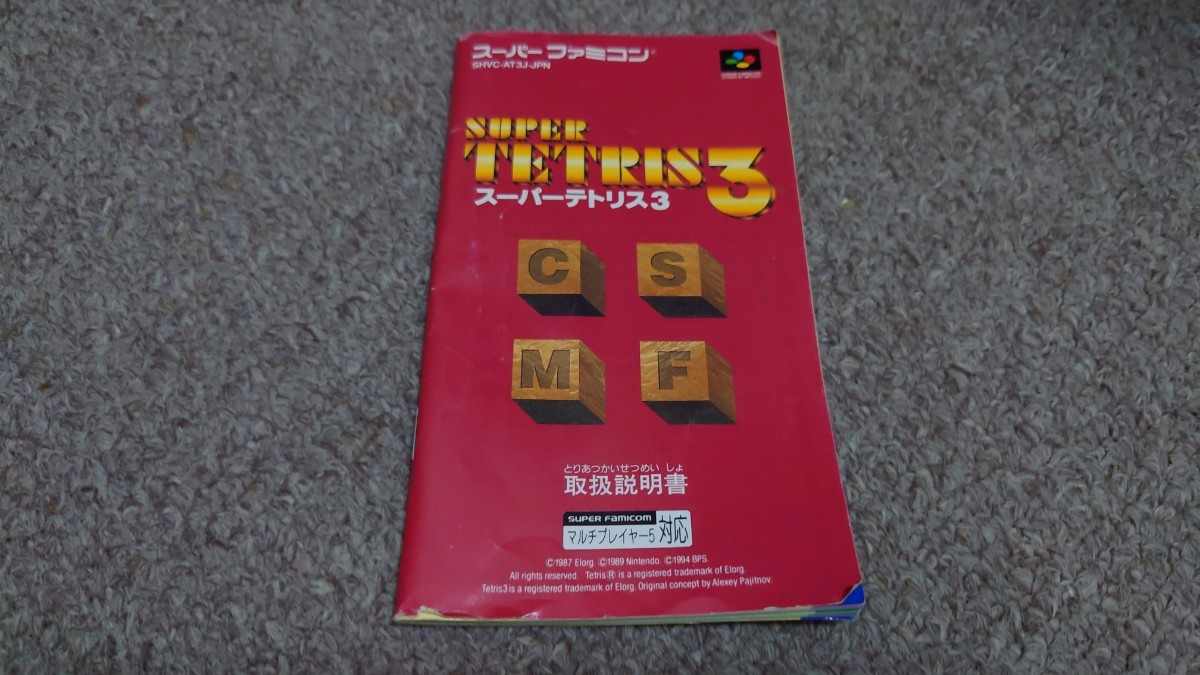 スーパーファミコン®
SHVC-AT3J-JPN
SUPER
TETRIS 3
スーパーテトリス3
C S
M F
とりあつかいせつめいしょ
取扱説明書
SUPER FAMICOM
マルチプレイヤー5 対応
©1987 Elorg. ©1989 Nintendo. ©1994 BPS.
All rights reserved. Tetris® is a registered trademark of Elorg.
Tetris3 is a registered trademark of Elorg. Original concept by Alexey Pajitnov.